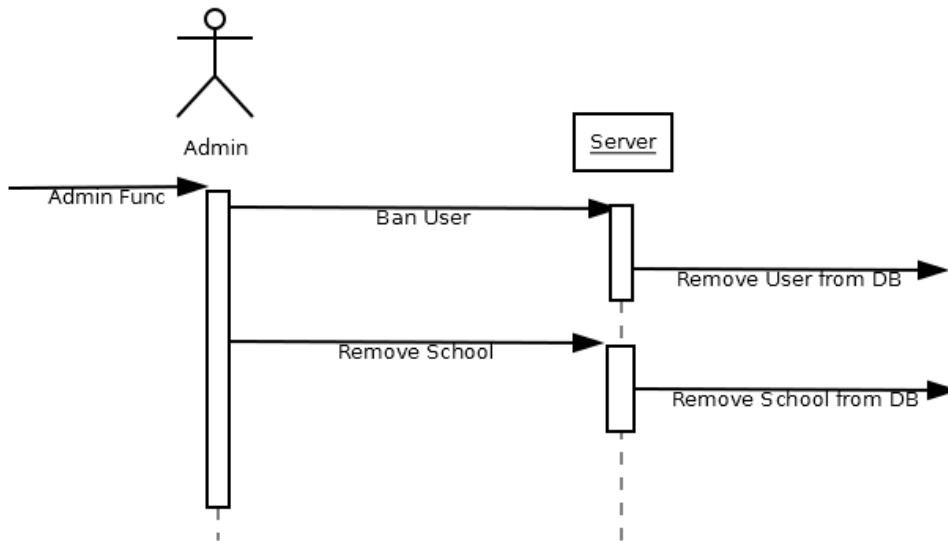 Admin
Server
Admin Func
Ban User
Remove User from DB
Remove School
Remove School from DB